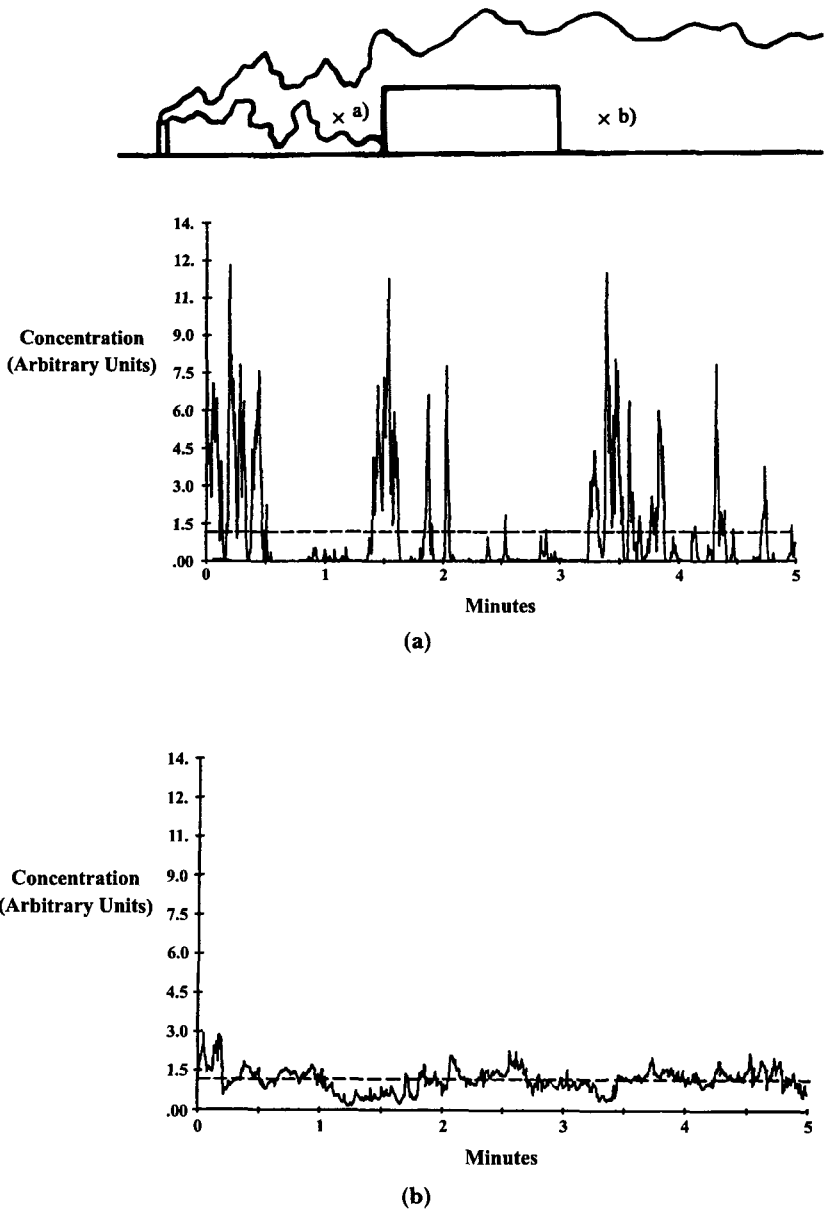 × a)
× b)
14.
12.
11.
9.0
7.5
6.0
4.5
3.0
1.5
.00
Concentration
(Arbitrary Units)
0 1 2 3 4 5
Minutes
(a)
14.
12.
11.
9.0
7.5
6.0
4.5
3.0
1.5
.00
Concentration
(Arbitrary Units)
0 1 2 3 4 5
Minutes
(b)